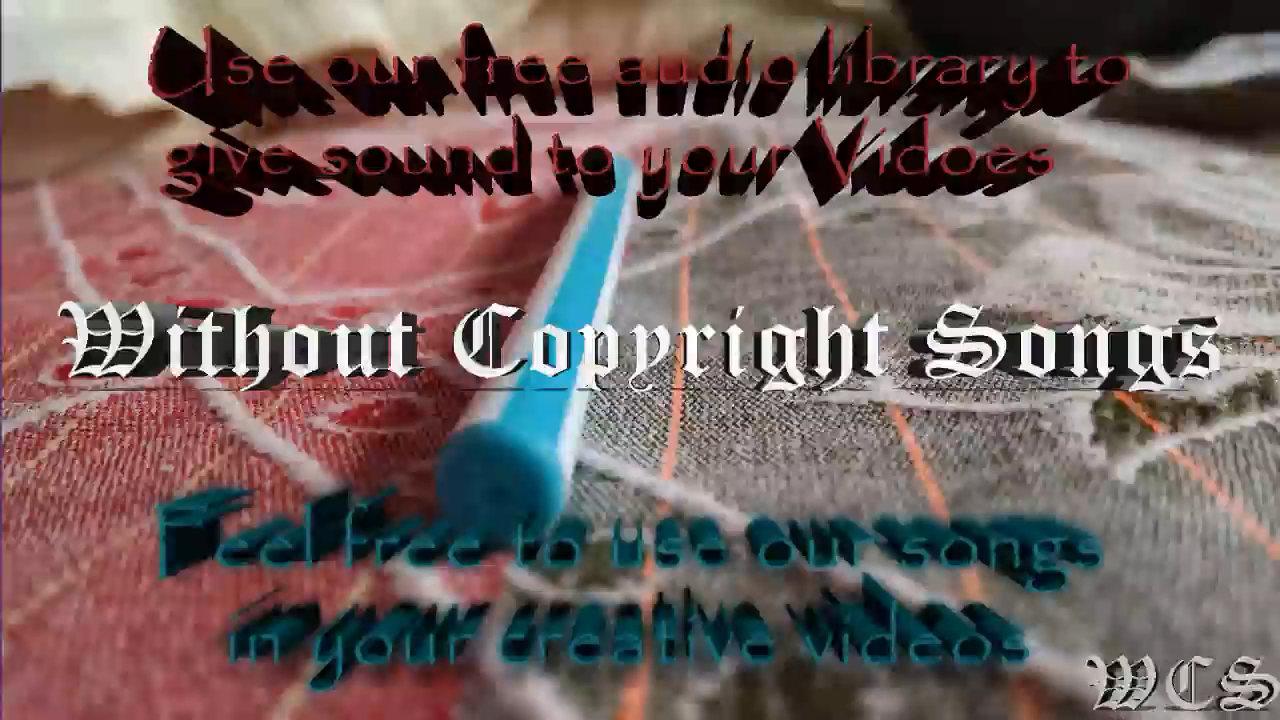 Use our free audio library to
give sound to your Vidoes
Without Copyright Songs
Feel free to use our songs
in your creative videos
WCS